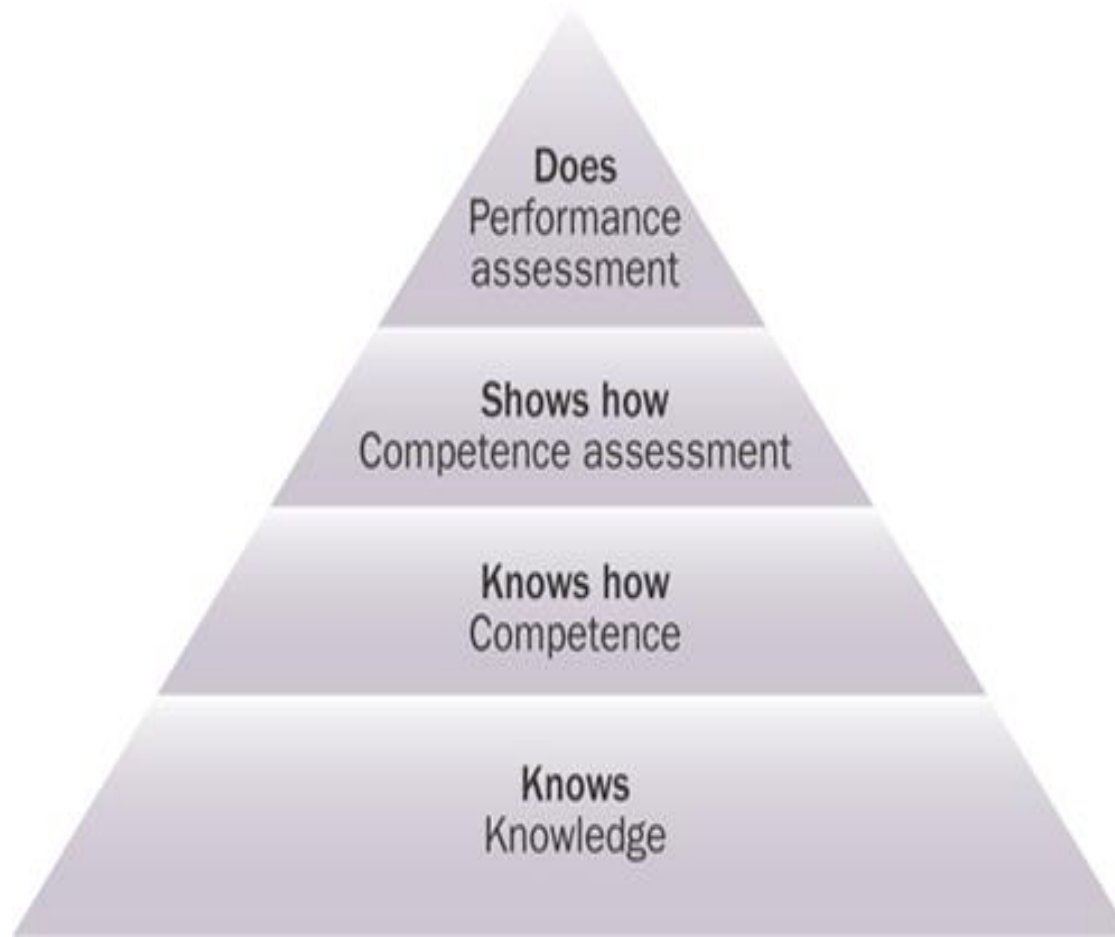 Does
Performance
assessment
Shows how
Competence assessment
Knows how
Competence
Knows
Knowledge